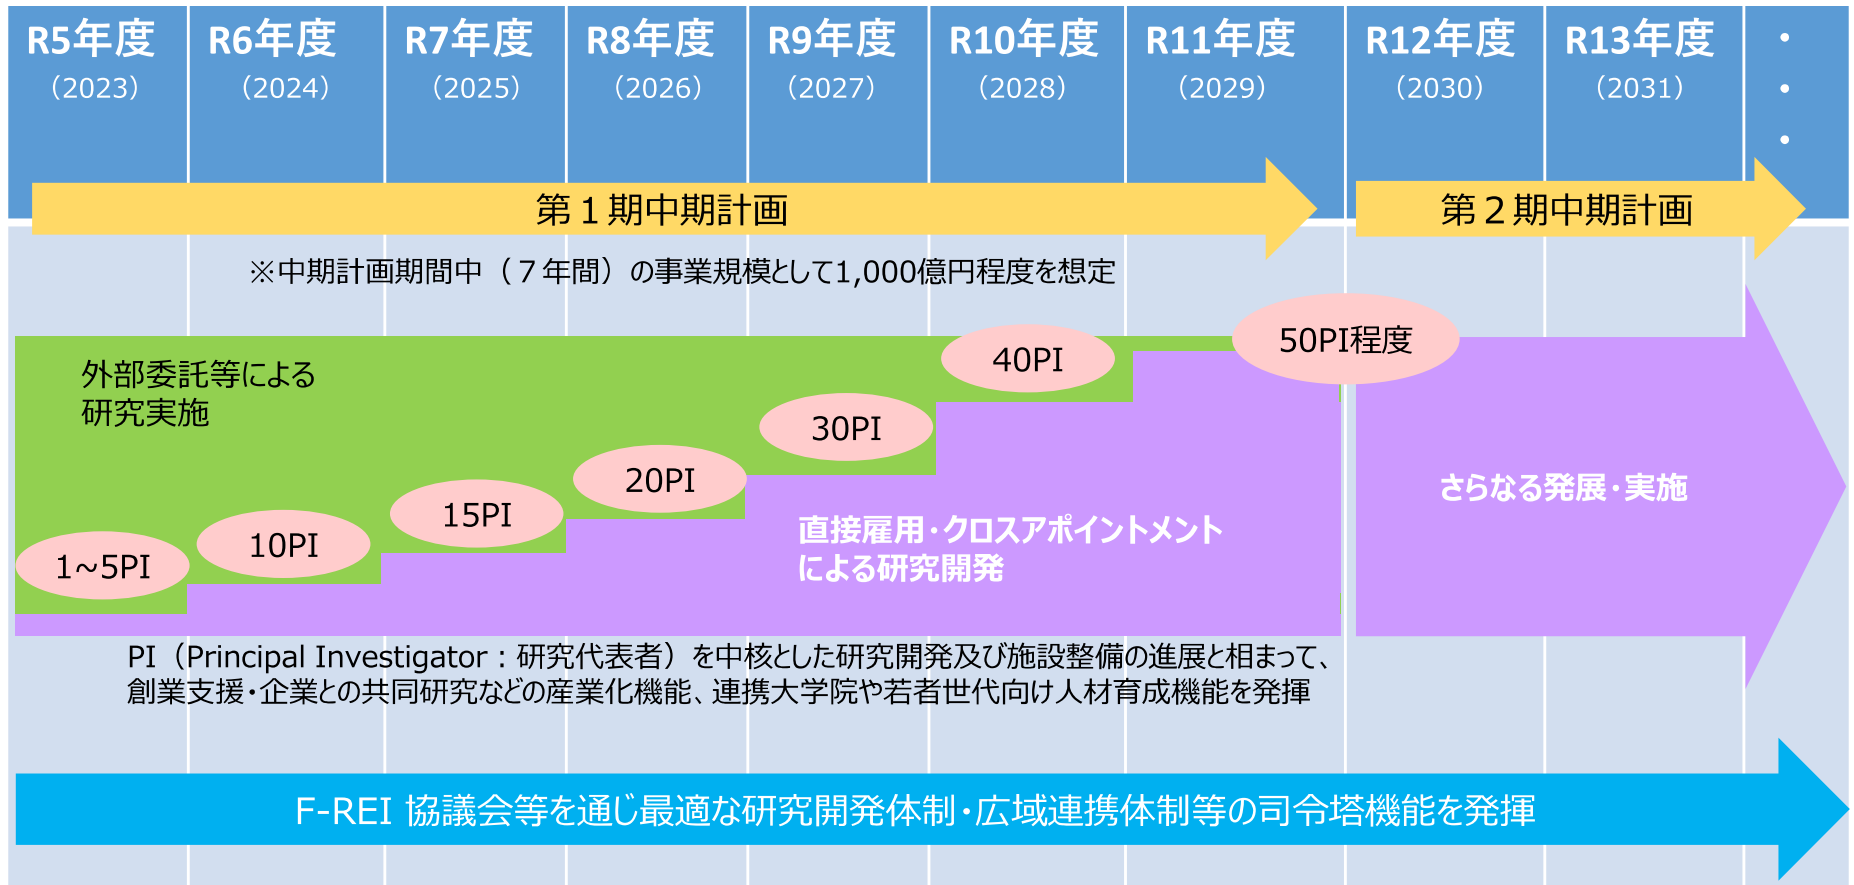 R5年度
（2023）
R6年度
（2024）
R7年度
（2025）
R8年度
（2026）
R9年度
（2027）
R10年度
（2028）
R11年度
（2029）
R12年度
（2030）
R13年度
（2031）
・
・
・
第１期中期計画
第２期中期計画
※中期計画期間中（７年間）の事業規模として1,000億円程度を想定
外部委託等による
研究実施
1~5PI
10PI
15PI
20PI
30PI
40PI
50PI程度
直接雇用・クロスアポイントメント
による研究開発
さらなる発展・実施
PI（Principal Investigator：研究代表者）を中核とした研究開発及び施設整備の進展と相まって、
創業支援・企業との共同研究などの産業化機能、連携大学院や若者世代向け人材育成機能を発揮
F-REI 協議会等を通じ最適な研究開発体制・広域連携体制等の司令塔機能を発揮